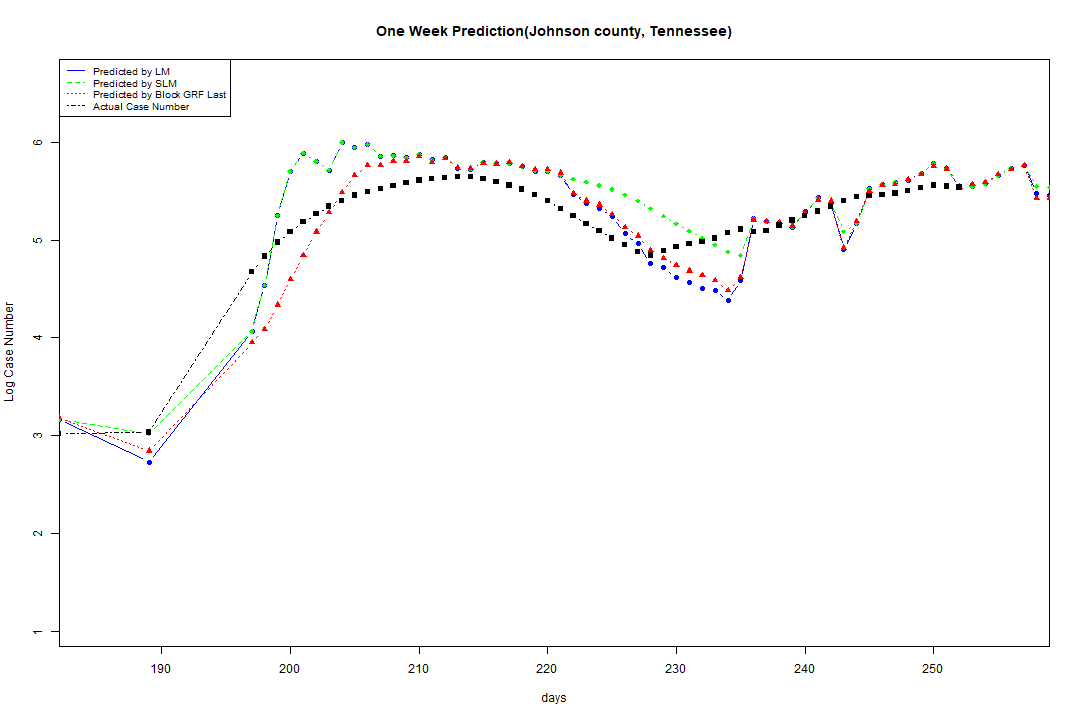 One Week Prediction(Johnson county, Tennessee)
Predicted by LM
Predicted by SLM
Predicted by Block GRF Last
Actual Case Number
6
5
4
3
2
1
Log Case Number
190 200 210 220 230 240 250
days